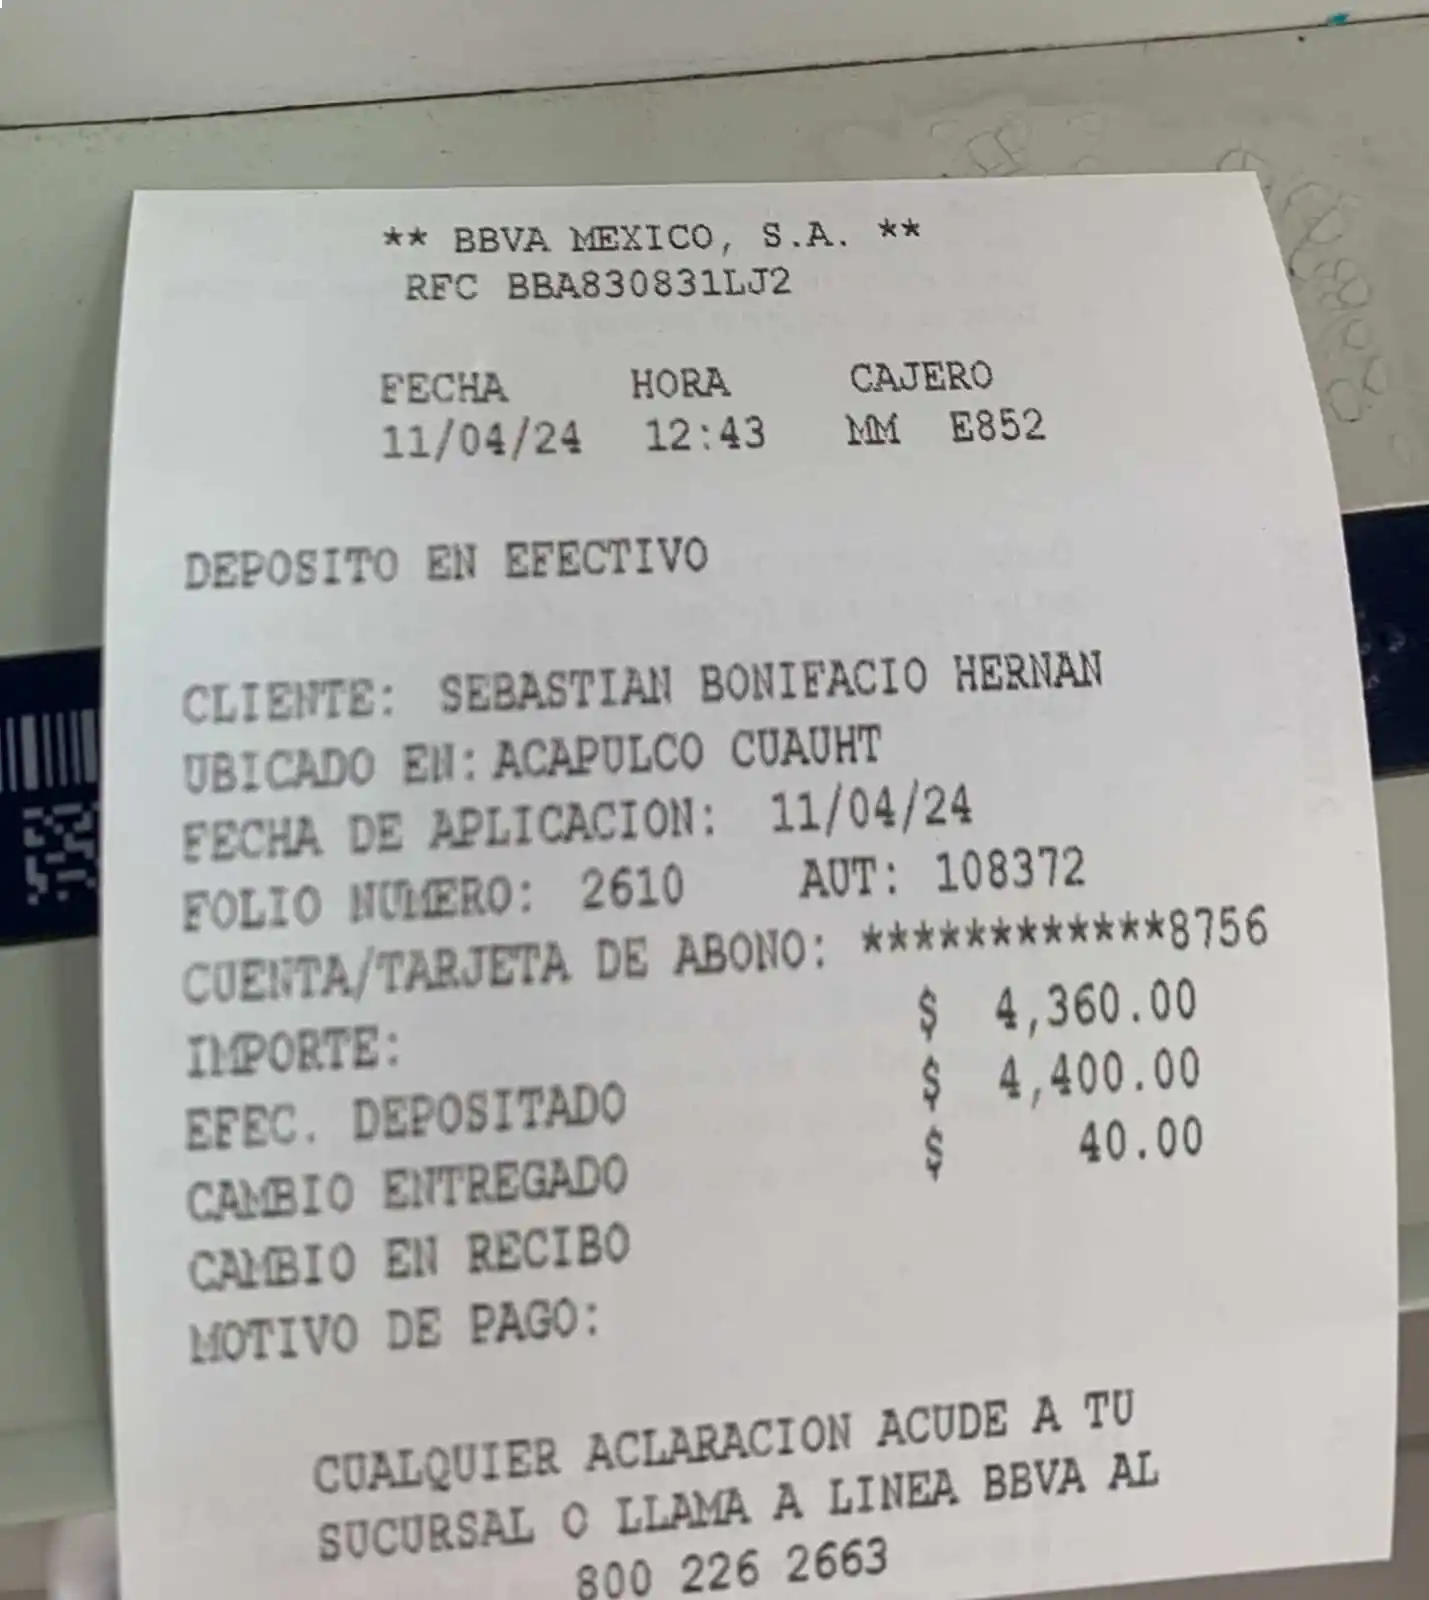 ** BBVA MEXICO, S.A. **
RFC BBA830831LJ2
FECHA HORA CAJERO
11/04/24 12:43 MM E852
DEPOSITO EN EFECTIVO
CLIENTE: SEBASTIAN BONIFACIO HERNAN
UBICADO EN: ACAPULCO CUAUHT
FECHA DE APLICACION: 11/04/24
FOLIO NUMERO: 2610 AUT: 108372
CUENTA/TARJETA DE ABONO: ************8756
IMPORTE: $ 4,360.00
EFEC. DEPOSITADO $ 4,400.00
CAMBIO ENTREGADO $ 40.00
CAMBIO EN RECIBO
MOTIVO DE PAGO:
CUALQUIER ACLARACION ACUDE A TU
SUCURSAL O LLAMA A LINEA BBVA AL
800 226 2663